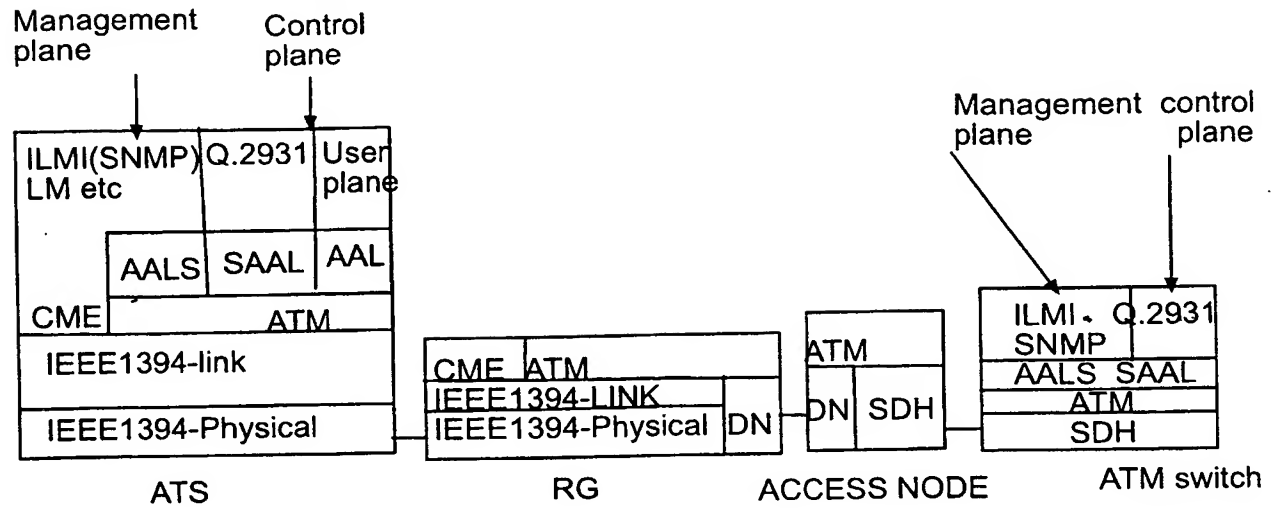 Management plane
Control plane
ILMI(SNMP) LM etc
Q.2931
User plane
AALS
SAAL
AAL
CME
ATM
IEEE1394-link
IEEE1394-Physical
ATS
CME
ATM
IEEE1394-LINK
IEEE1394-Physical
DN
RG
ATM
DN
SDH
ACCESS NODE
Management plane
control plane
ILMI SNMP
Q.2931
AALS SAAL
ATM
SDH
ATM switch